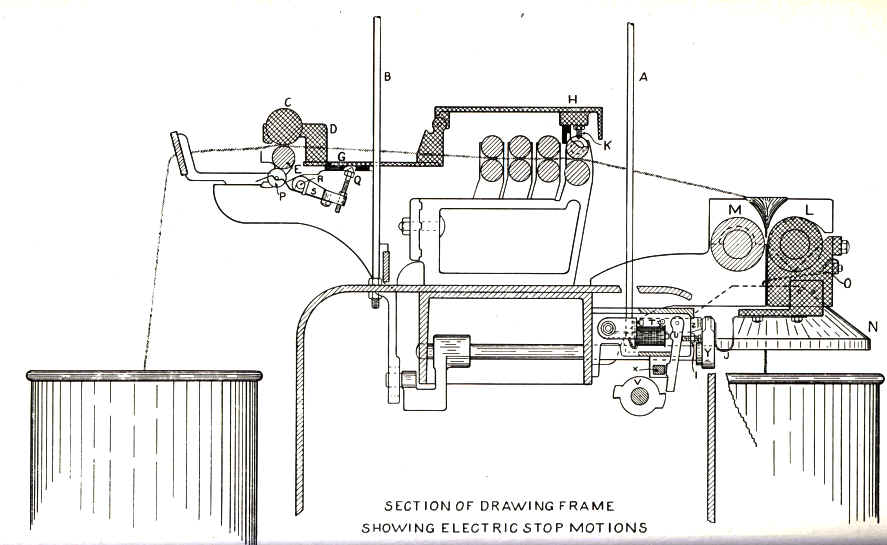 B
A
C
D
H
K
G
E
R
Q
S
P
M
L
O
N
T
U
Z
Y
J
X
V
I
SECTION OF DRAWING FRAME
SHOWING ELECTRIC STOP MOTIONS